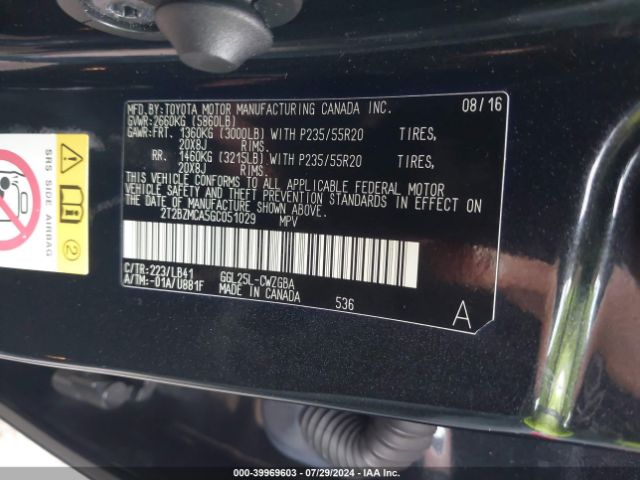 MFD.BY:TOYOTA MOTOR MANUFACTURING CANADA INC. 08/16
GVWR:2660KG (5860LB)
GAWR:FRT. 1360KG (3000LB) WITH P235/55R20 TIRES,
20X8J RIMS.
RR. 1460KG (3215LB) WITH P235/55R20 TIRES,
20X8J RIMS.
THIS VEHICLE CONFORMS TO ALL APPLICABLE FEDERAL MOTOR
VEHICLE SAFETY AND THEFT PREVENTION STANDARDS IN EFFECT ON
THE DATE OF MANUFACTURE SHOWN ABOVE.
2T2BZMCA5GC051029 MPV
C/TR:223/LB41 GGL25L-CWZGBA
A/TM:-01A/U881F MADE IN CANADA 536
A
SRS SIDE AIRBAG
2
000-39969603 / 07/29/2024 - IAA Inc.